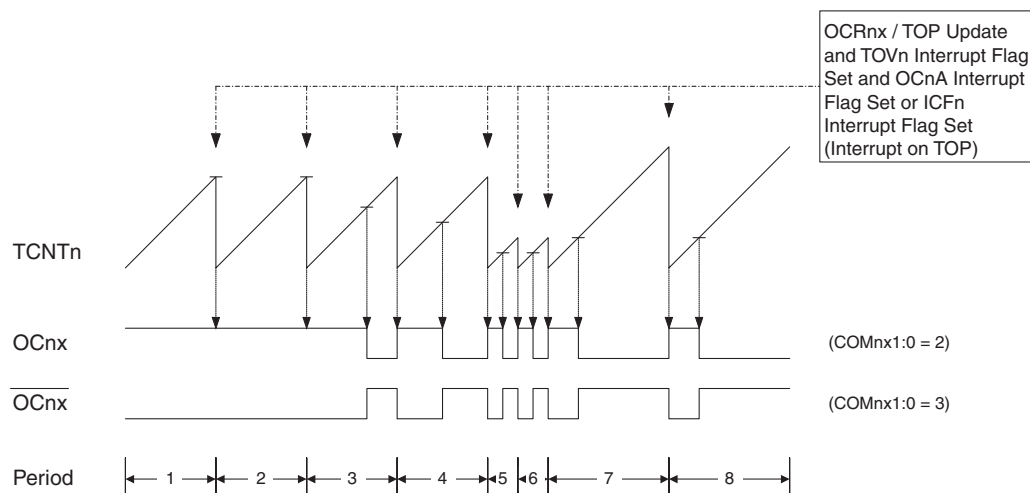 OCRnx / TOP Update
and TOVn Interrupt Flag
Set and OCnA Interrupt
Flag Set or ICFn
Interrupt Flag Set
(Interrupt on TOP)
TCNTn
OCnx
(COMnx1:0 = 2)
OCnx
(COMnx1:0 = 3)
Period 1 2 3 4 5 6 7 8